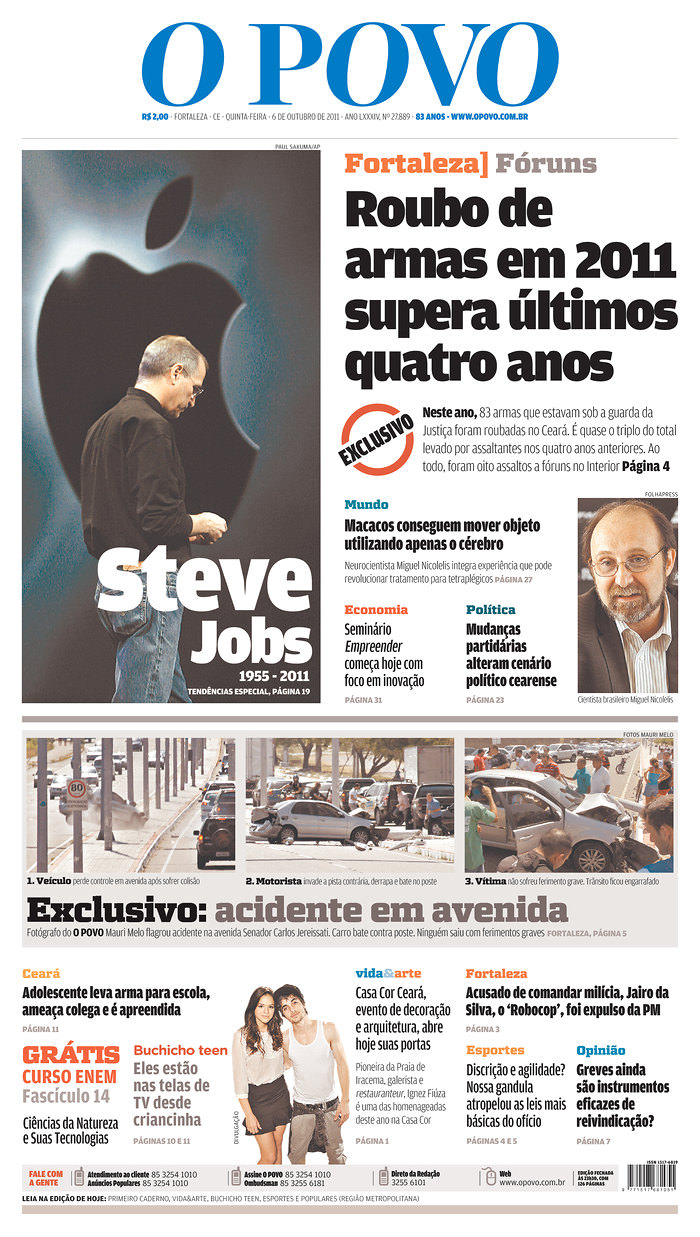 O POVO
R$ 2,00 - FORTALEZA - CE - QUINTA-FEIRA - 6 DE OUTUBRO DE 2011 - ANO LXXXIV, Nº 27.889 - 83 ANOS - WWW.OPOVO.COM.BR
PAUL SAKUMA/AP
Steve
Jobs
1955 - 2011
TENDÊNCIAS ESPECIAL, PÁGINA 19
Fortaleza] Fóruns
Roubo de
armas em 2011
supera últimos
quatro anos
EXCLUSIVO
Neste ano, 83 armas que estavam sob a guarda da
Justiça foram roubadas no Ceará. É quase o triplo do total
levado por assaltantes nos quatro anos anteriores. Ao
todo, foram oito assaltos a fóruns no Interior Página 4
Mundo
Macacos conseguem mover objeto
utilizando apenas o cérebro
Neurocientista Miguel Nicolelis integra experiência que pode
revolucionar tratamento para tetraplégicos PÁGINA 27
Economia
Seminário
Empreender
começa hoje com
foco em inovação
PÁGINA 31
Política
Mudanças
partidárias
alteram cenário
político cearense
PÁGINA 23
FOLHAPRESS
Cientista brasileiro Miguel Nicolelis
FOTOS MAURI MELO
80
1. Veículo perde controle em avenida após sofrer colisão
2. Motorista invade a pista contrária, derrapa e bate no poste
3. Vítima não sofreu ferimento grave. Trânsito ficou engarrafado
Exclusivo: acidente em avenida
Fotógrafo do O POVO Mauri Melo flagrou acidente na avenida Senador Carlos Jereissati. Carro bate contra poste. Ninguém saiu com ferimentos graves FORTALEZA, PÁGINA 5
Ceará
Adolescente leva arma para escola,
ameaça colega e é apreendida
PÁGINA 11
GRÁTIS
CURSO ENEM
Fascículo 14
Ciências da Natureza
e Suas Tecnologias
Buchicho teen
Eles estão
nas telas de
TV desde
criancinha
PÁGINAS 10 E 11
DIVULGAÇÃO
vida&arte
Casa Cor Ceará,
evento de decoração
e arquitetura, abre
hoje suas portas
Pioneira da Praia de
Iracema, galerista e
restauranteur, Ignez Fiúza
é uma das homenageadas
deste ano na Casa Cor
PÁGINA 1
Fortaleza
Acusado de comandar milícia, Jairo da
Silva, o ‘Robocop’, foi expulso da PM
PÁGINA 3
Esportes
Discrição e agilidade?
Nossa gandula
atropelou as leis mais
básicas do ofício
PÁGINAS 4 E 5
Opinião
Greves ainda
são instrumentos
eficazes de
reivindicação?
PÁGINA 7
FALE COM
A GENTE
Atendimento ao cliente 85 3254 1010
Anúncios Populares 85 3254 1010
Assine O POVO 85 3254 1010
Ombudsman 85 3255 6181
Direto da Redação
3255 6101
Web
www.opovo.com.br
EDIÇÃO FECHADA
ÀS 23h30, COM
126 PÁGINAS
ISSN 1517-6819
LEIA NA EDIÇÃO DE HOJE: PRIMEIRO CADERNO, VIDA&ARTE, BUCHICHO TEEN, ESPORTES E POPULARES (REGIÃO METROPOLITANA)